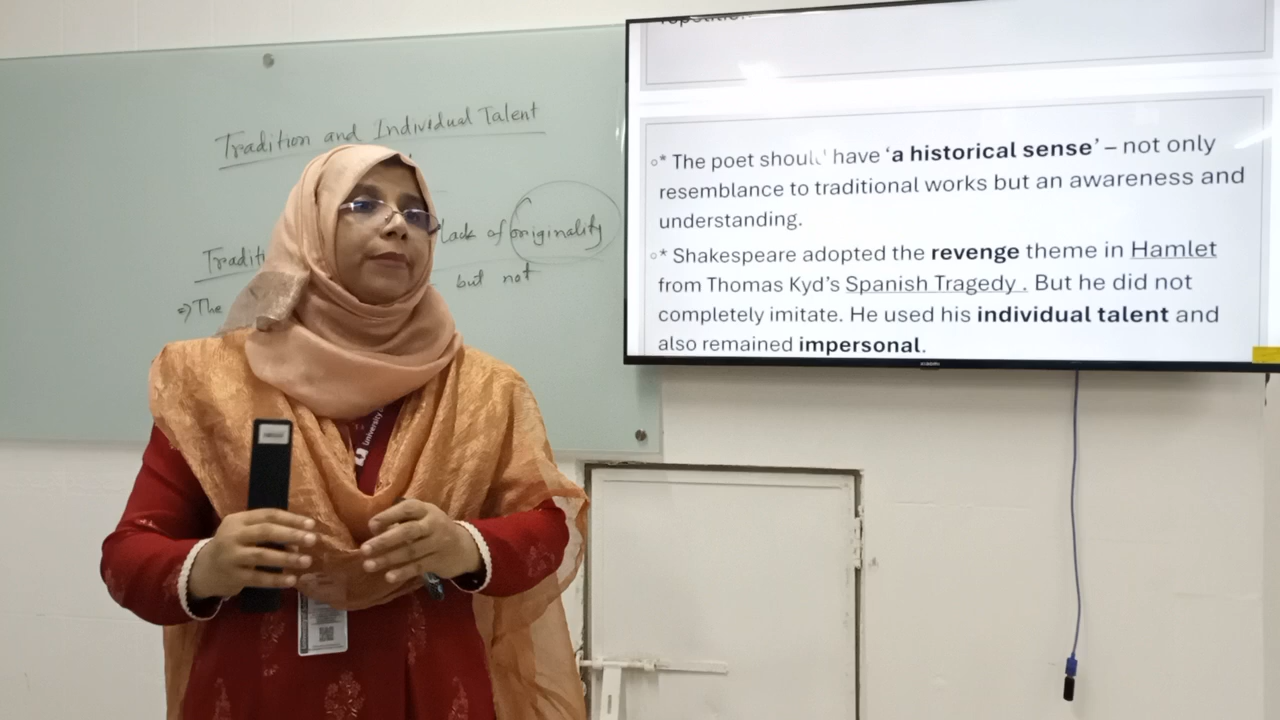 Tradition and Individual Talent
lack of originality
but not
⇒ The
◦* The poet should have ‘a historical sense’ – not only
resemblance to traditional works but an awareness and
understanding.
◦* Shakespeare adopted the revenge theme in Hamlet
from Thomas Kyd’s Spanish Tragedy . But he did not
completely imitate. He used his individual talent and
also remained impersonal.
University